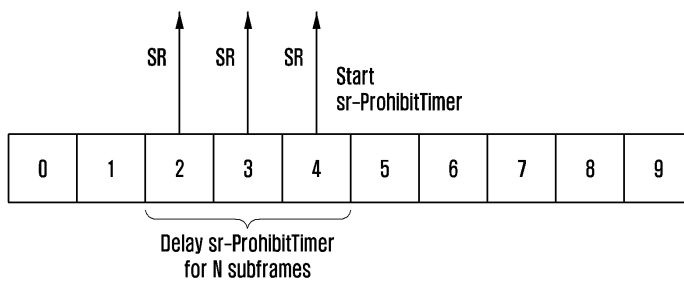 SR SR SR
Start
sr-ProhibitTimer
0 1 2 3 4 5 6 7 8 9
Delay sr-ProhibitTimer
for N subframes